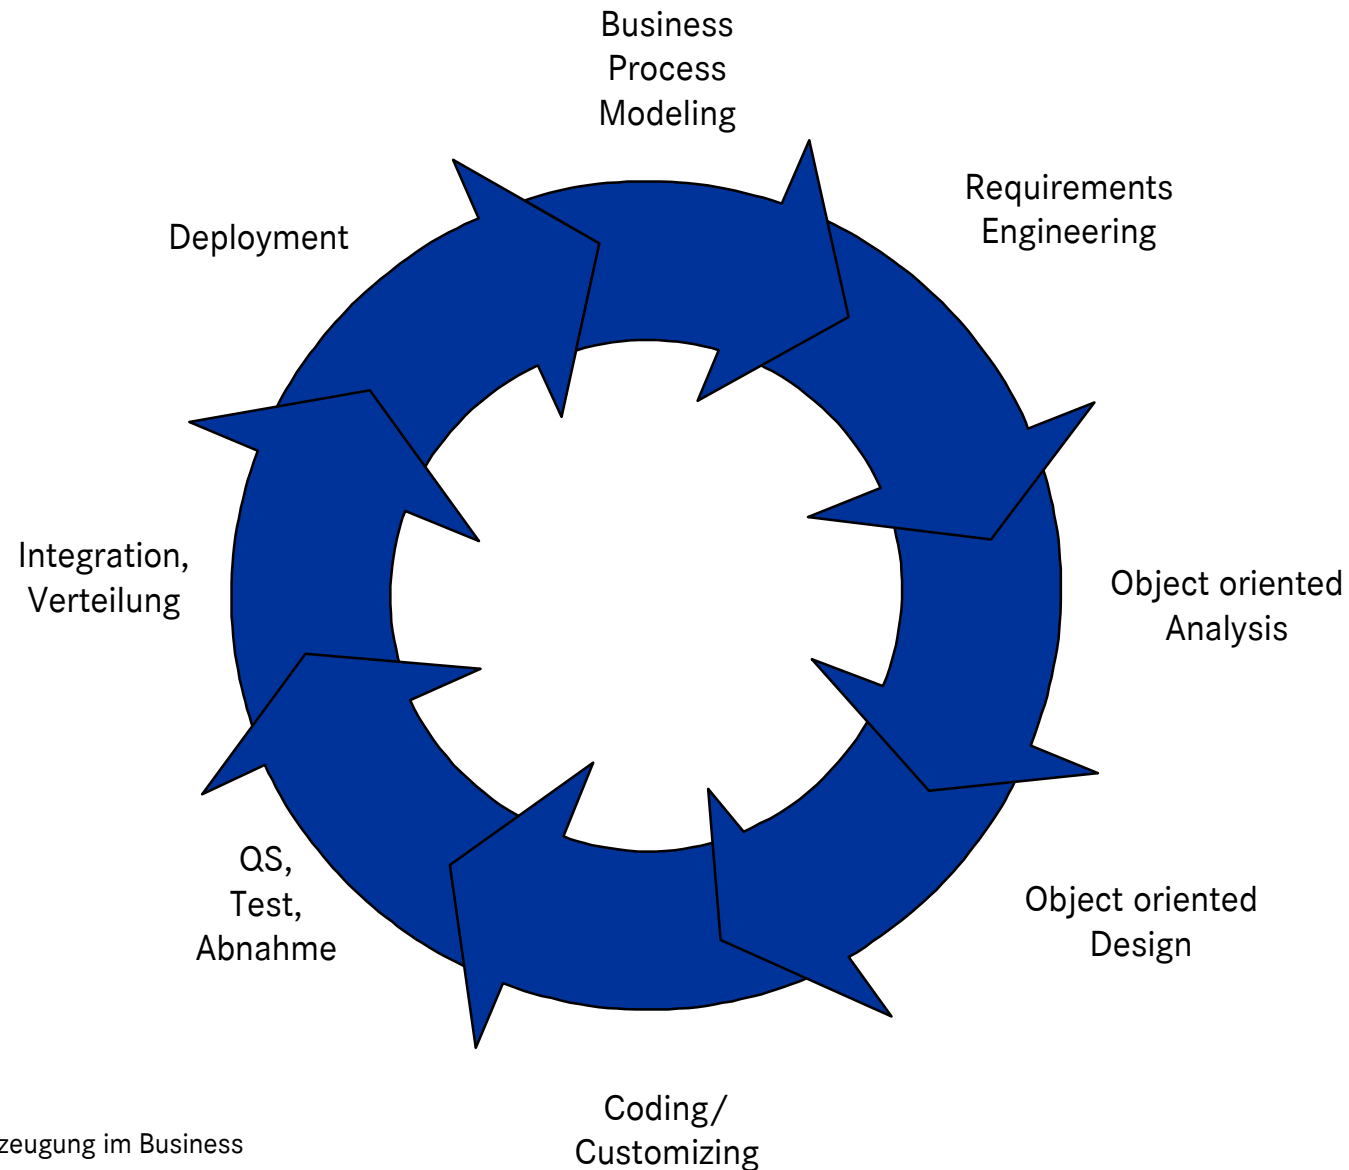 Business
Process
Modeling
Requirements
Engineering
Deployment
Integration,
Verteilung
Object oriented
Analysis
QS,
Test,
Abnahme
Object oriented
Design
Coding/
Customizing
zeugung im Business